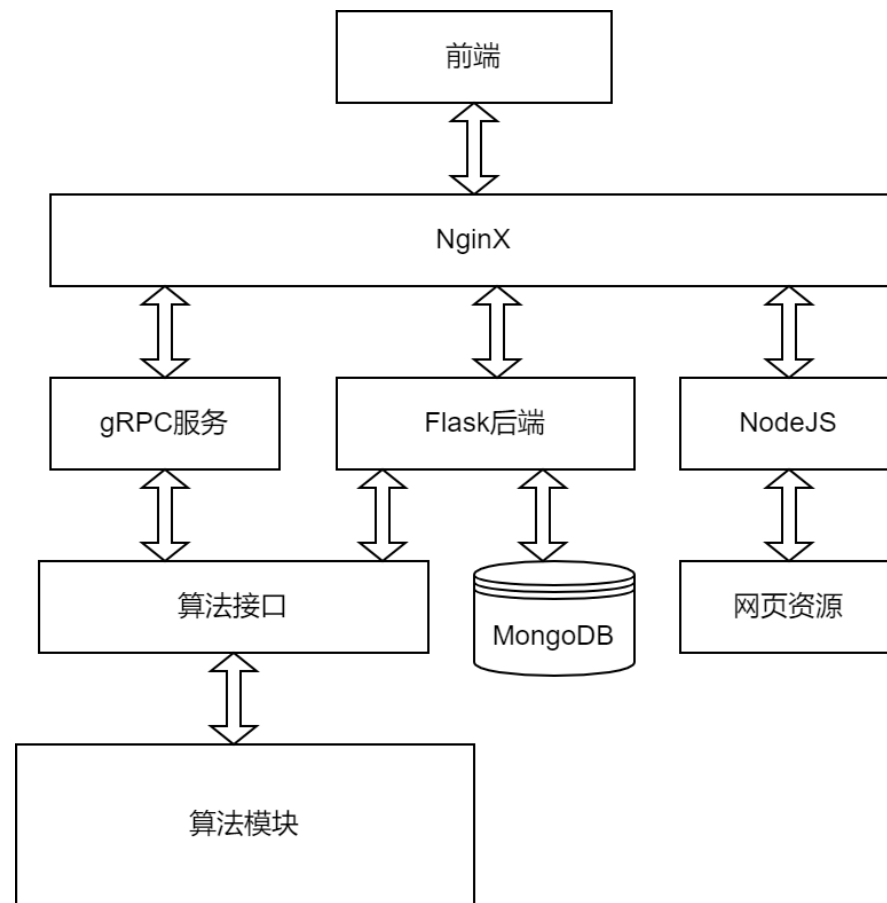 前端
NginX
gRPC服务
Flask后端
NodeJS
算法接口
MongoDB
网页资源
算法模块